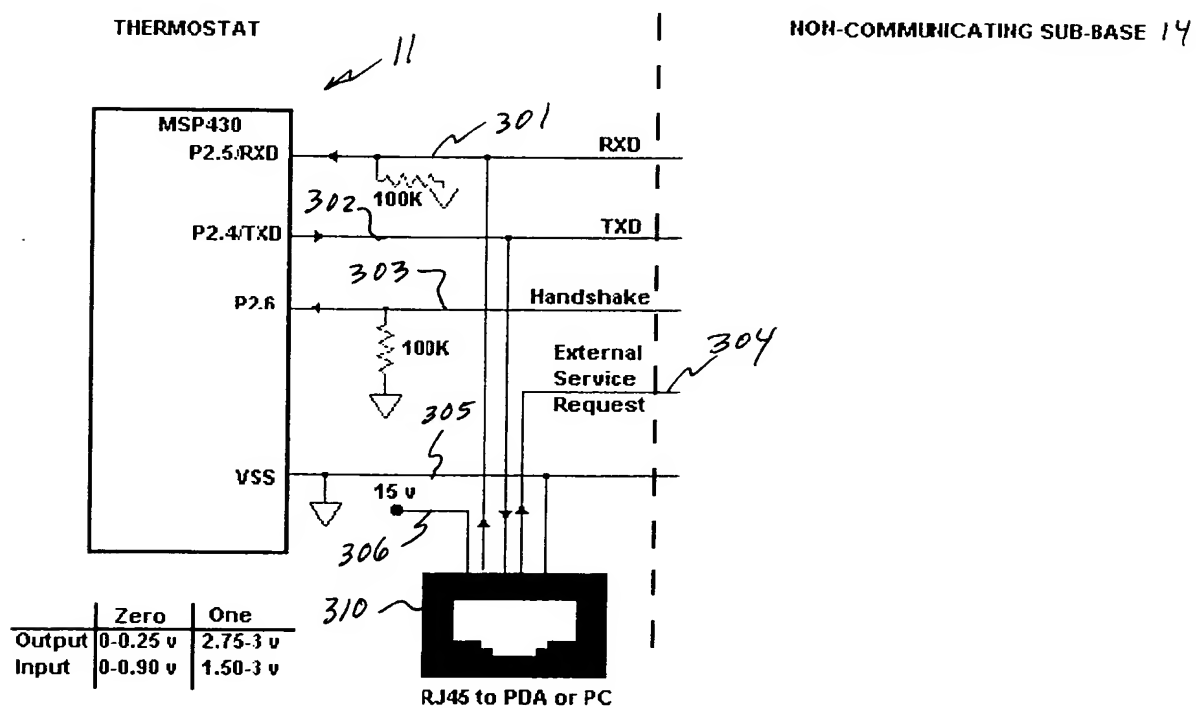 THERMOSTAT
NON-COMMUNICATING SUB-BASE 14
11
MSP430
P2.5/RXD
301
RXD
100K
302
P2.4/TXD
TXD
303
P2.6
Handshake
100K
External
Service
Request
304
305
VSS
15 v
306
310
Zero One
Output 0-0.25 v 2.75-3 v
Input 0-0.90 v 1.50-3 v
RJ45 to PDA or PC